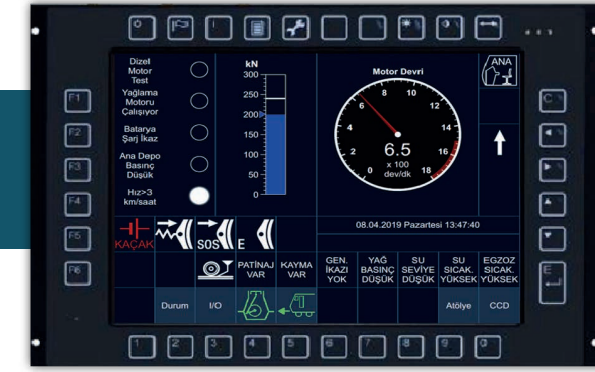 Dizel
Motor
Test
Yağlama
Motoru
Çalışıyor
Batarya
Şarj İkaz
Ana Depo
Basınç
Düşük
Hız>3
km/saat
kN
300
250
200
150
100
50
0
Motor Devri
0
2
4
6
8
10
12
14
16
18
6.5
x 100
dev/dk
ANA
08.04.2019 Pazartesi 13:47:40
KAÇAK
SOS
E
PATİNAJ
VAR
KAYMA
VAR
GEN.
İKAZI
YOK
YAĞ
BASINÇ
DÜŞÜK
SU
SEVİYE
DÜŞÜK
SU
SICAK.
YÜKSEK
EGZOZ
SICAK.
YÜKSEK
Durum
I/O
Atölye
CCD
F1
F2
F3
F4
F5
F6
C
E
1
2
3
4
5
6
7
8
9
0